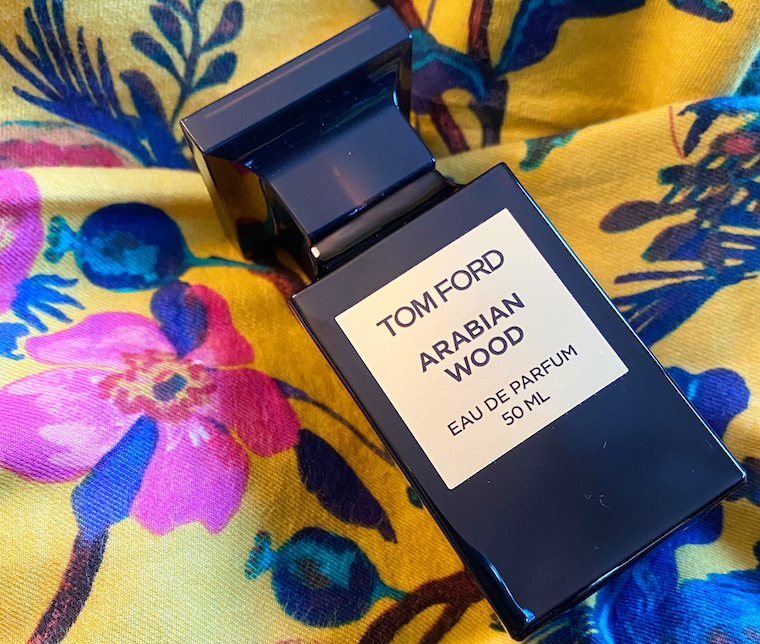 TOM FORD
ARABIAN
WOOD
EAU DE PARFUM
50 ML